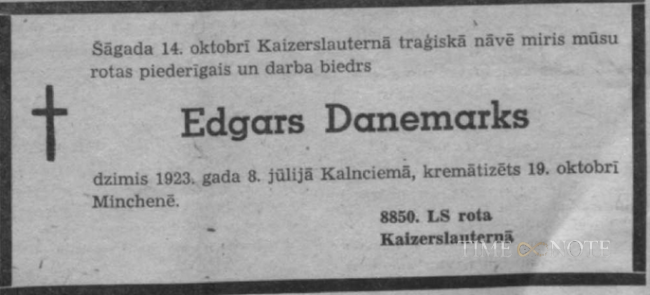 Šāgada 14. oktobrī Kaizerslauternā traģiskā nāvē miris mūsu
rotas piederīgais un darba biedrs
Edgars Danemarks
dzimis 1923. gada 8. jūlijā Kalnciemā, kremātizēts 19. oktobrī
Minchenē.
8850. LS rota
Kaizerslauternā
TIME NOTE